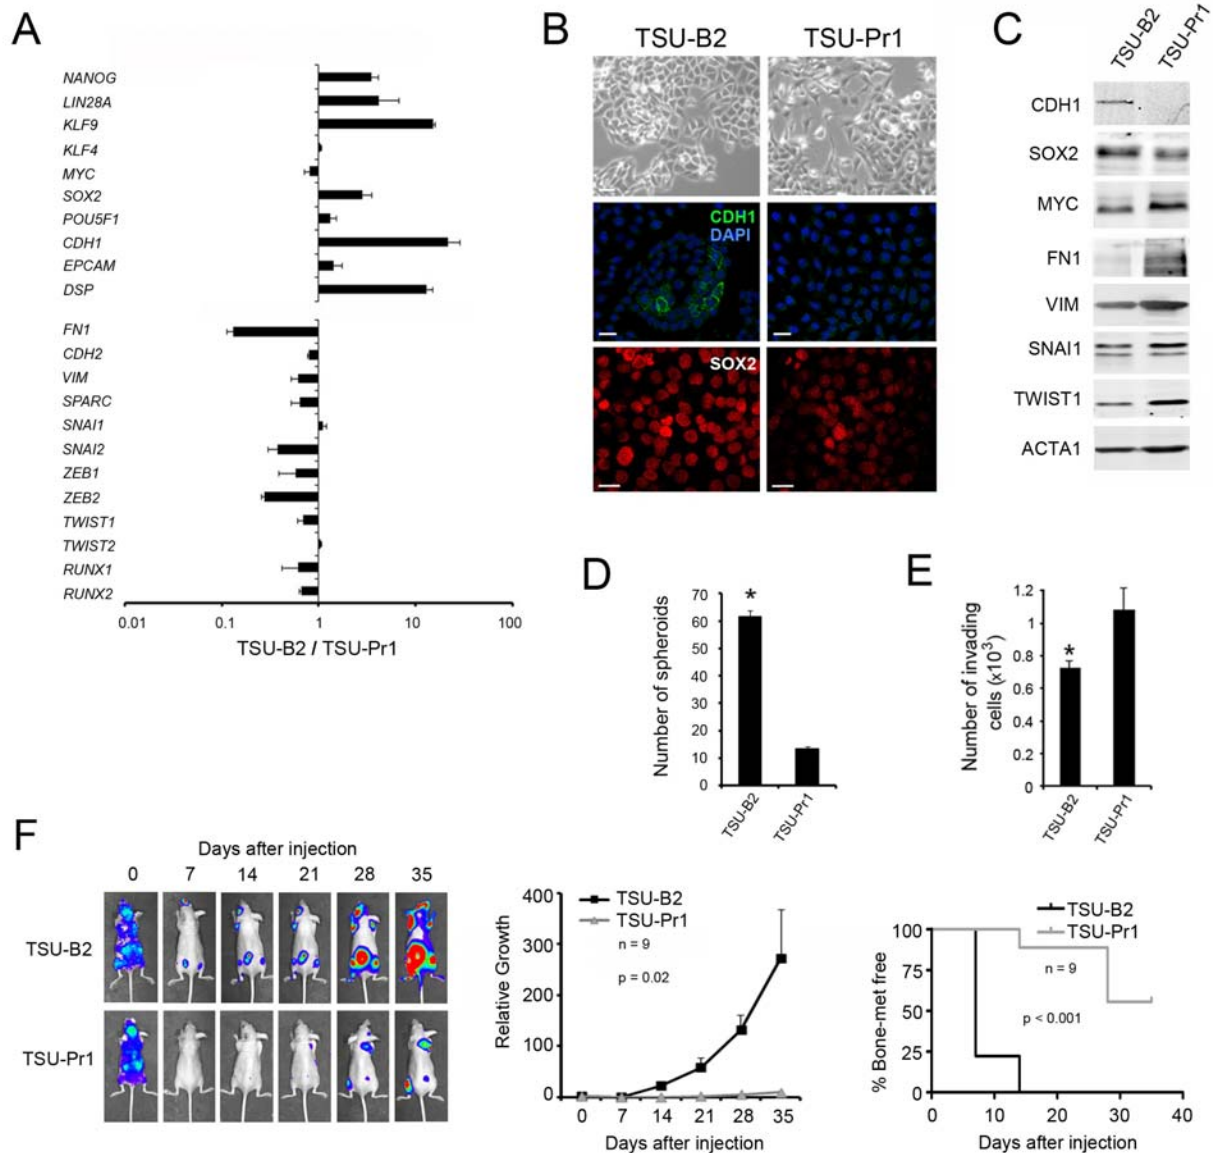 A
NANOG
LIN28A
KLF9
KLF4
MYC
SOX2
POU5F1
CDH1
EPCAM
DSP
FN1
CDH2
VIM
SPARC
SNAI1
SNAI2
ZEB1
ZEB2
TWIST1
TWIST2
RUNX1
RUNX2
0.01 0.1 1 10 100
TSU-B2 / TSU-Pr1
B
TSU-B2 TSU-Pr1
CDH1
DAPI
SOX2
C
TSU-B2 TSU-Pr1
CDH1
SOX2
MYC
FN1
VIM
SNAI1
TWIST1
ACTA1
D
Number of spheroids
70
60
50
40
30
20
10
0
*
TSU-B2 TSU-Pr1
E
Number of invading
cells (x10³)
1.2
1
0.8
0.6
0.4
0.2
0
*
TSU-B2 TSU-Pr1
F
Days after injection
0 7 14 21 28 35
TSU-B2
TSU-Pr1
Relative Growth
400
300
200
100
0
TSU-B2
TSU-Pr1
n = 9
p = 0.02
0 7 14 21 28 35
Days after injection
% Bone-met free
100
75
50
25
0
TSU-B2
TSU-Pr1
n = 9
p < 0.001
0 10 20 30 40
Days after injection